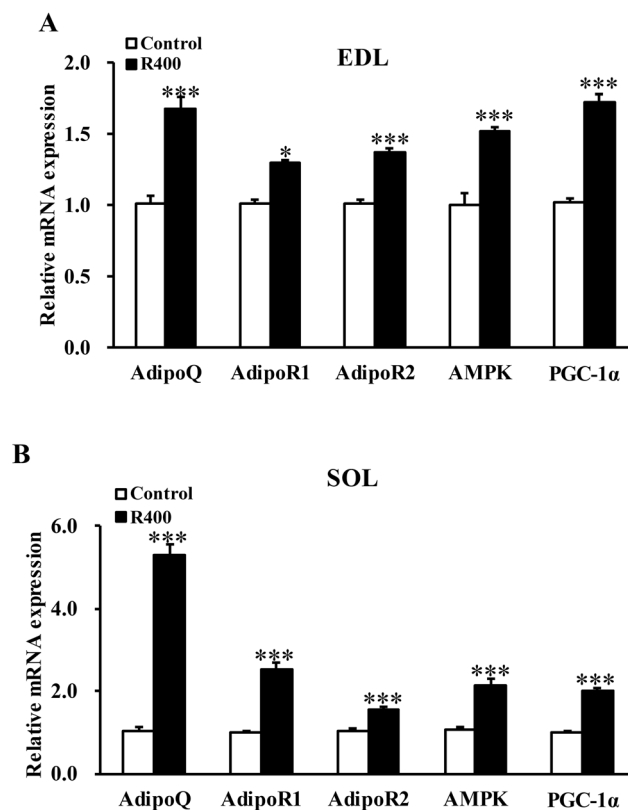 A
Control
R400
EDL
Relative mRNA expression
2.0
1.5
1.0
0.5
0.0
***
*
***
***
***
AdipoQ AdipoR1 AdipoR2 AMPK PGC-1α
B
Control
R400
SOL
Relative mRNA expression
6.0
4.0
2.0
0.0
***
***
***
***
***
AdipoQ AdipoR1 AdipoR2 AMPK PGC-1α